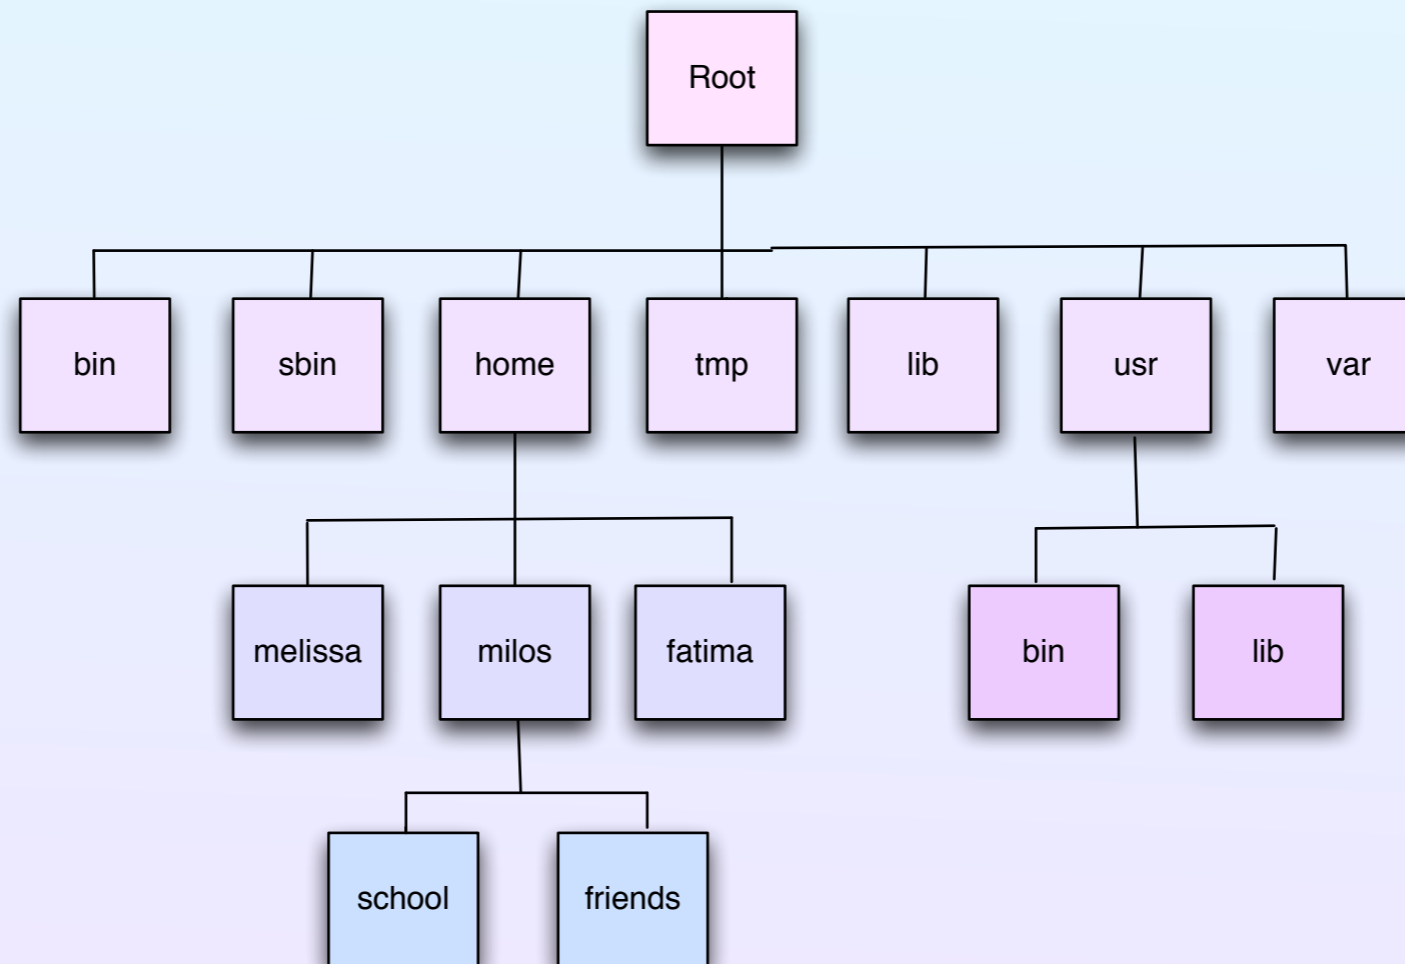 Root
bin
sbin
home
tmp
lib
usr
var
melissa
milos
fatima
bin
lib
school
friends